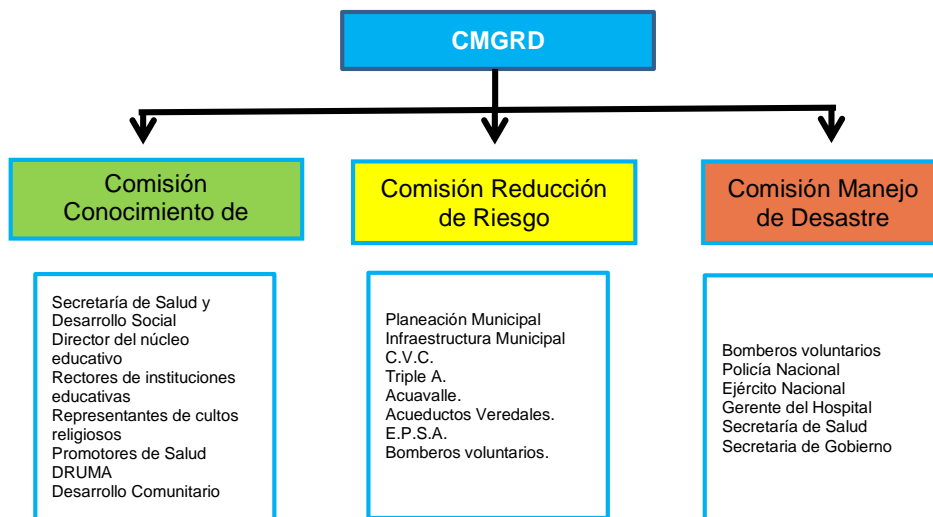 CMGRD
Comisión
Conocimiento de
Comisión Reducción
de Riesgo
Comisión Manejo
de Desastre
Secretaría de Salud y
Desarrollo Social
Director del núcleo
educativo
Rectores de instituciones
educativas
Representantes de cultos
religiosos
Promotores de Salud
DRUMA
Desarrollo Comunitario
Planeación Municipal
Infraestructura Municipal
C.V.C.
Triple A.
Acuavalle.
Acueductos Veredales.
E.P.S.A.
Bomberos voluntarios.
Bomberos voluntarios
Policía Nacional
Ejército Nacional
Gerente del Hospital
Secretaría de Salud
Secretaria de Gobierno